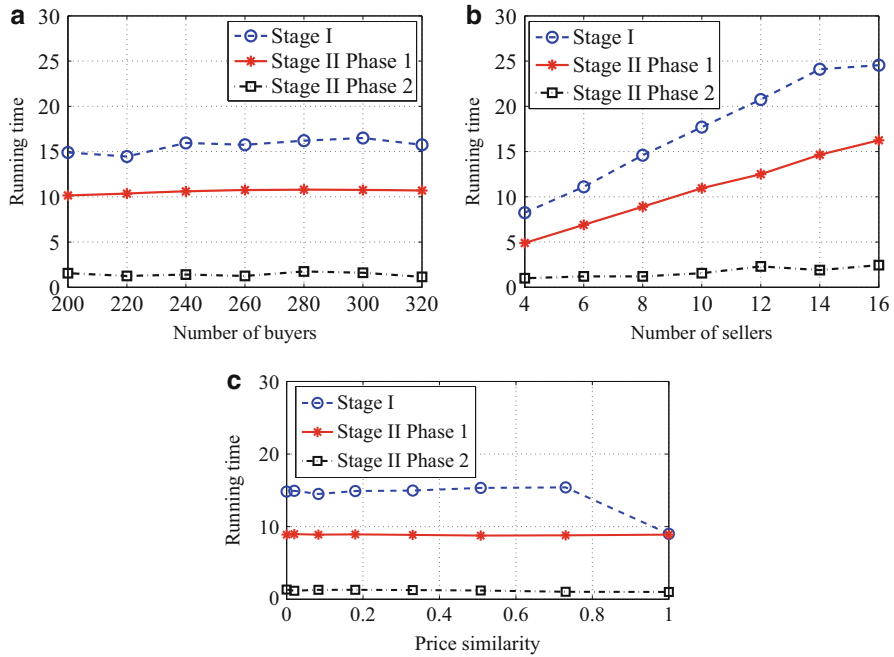 a
30
25
20
15
10
5
0
Running time
Stage I
Stage II Phase 1
Stage II Phase 2
200 220 240 260 280 300 320
Number of buyers
b
30
25
20
15
10
5
0
Running time
Stage I
Stage II Phase 1
Stage II Phase 2
4 6 8 10 12 14 16
Number of sellers
c
30
20
10
0
Running time
Stage I
Stage II Phase 1
Stage II Phase 2
0 0.2 0.4 0.6 0.8 1
Price similarity